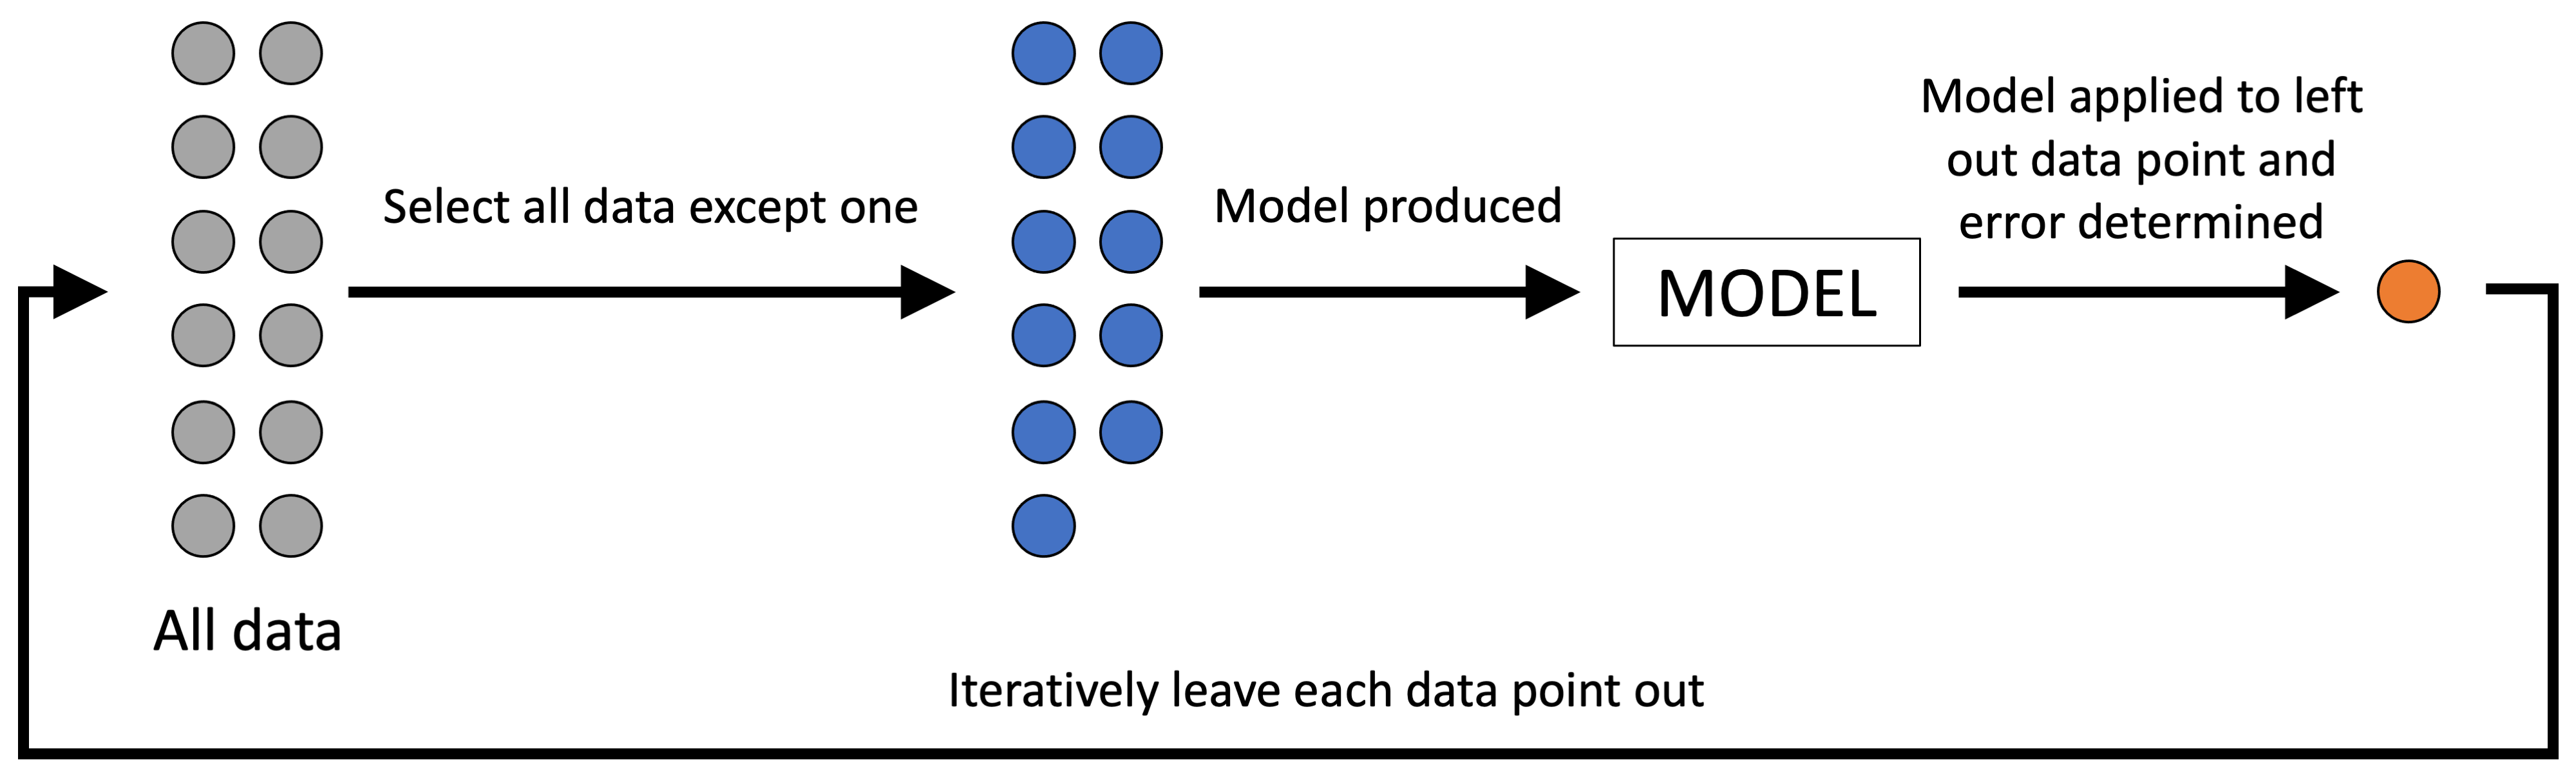 All data
Select all data except one
Model produced
MODEL
Model applied to left
out data point and
error determined
Iteratively leave each data point out